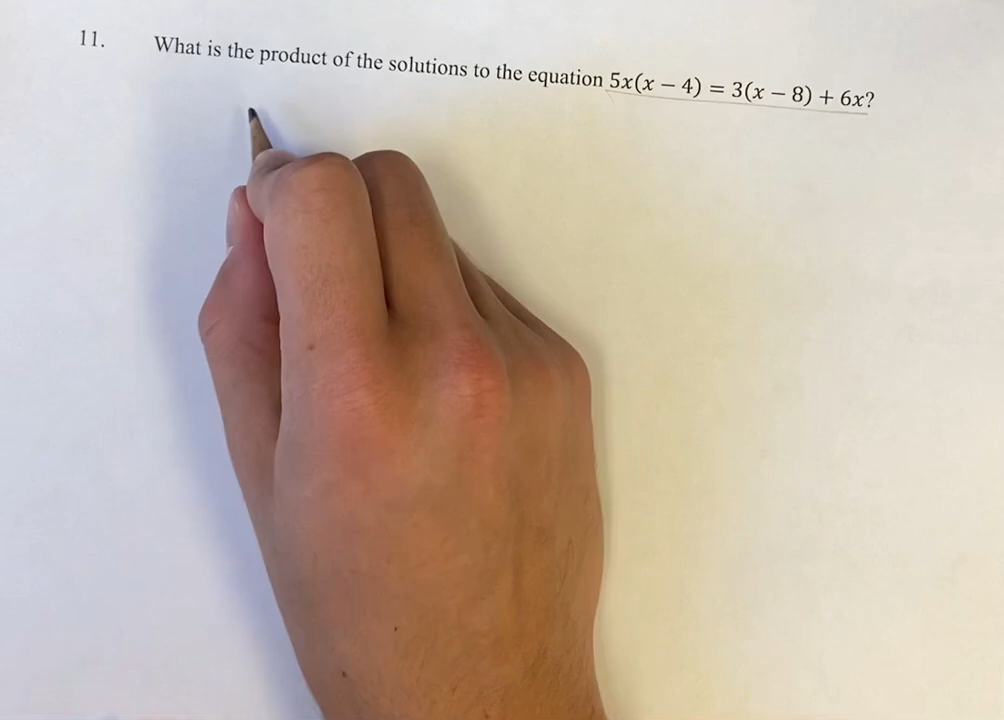 11. What is the product of the solutions to the equation 5x(x − 4) = 3(x − 8) + 6x?